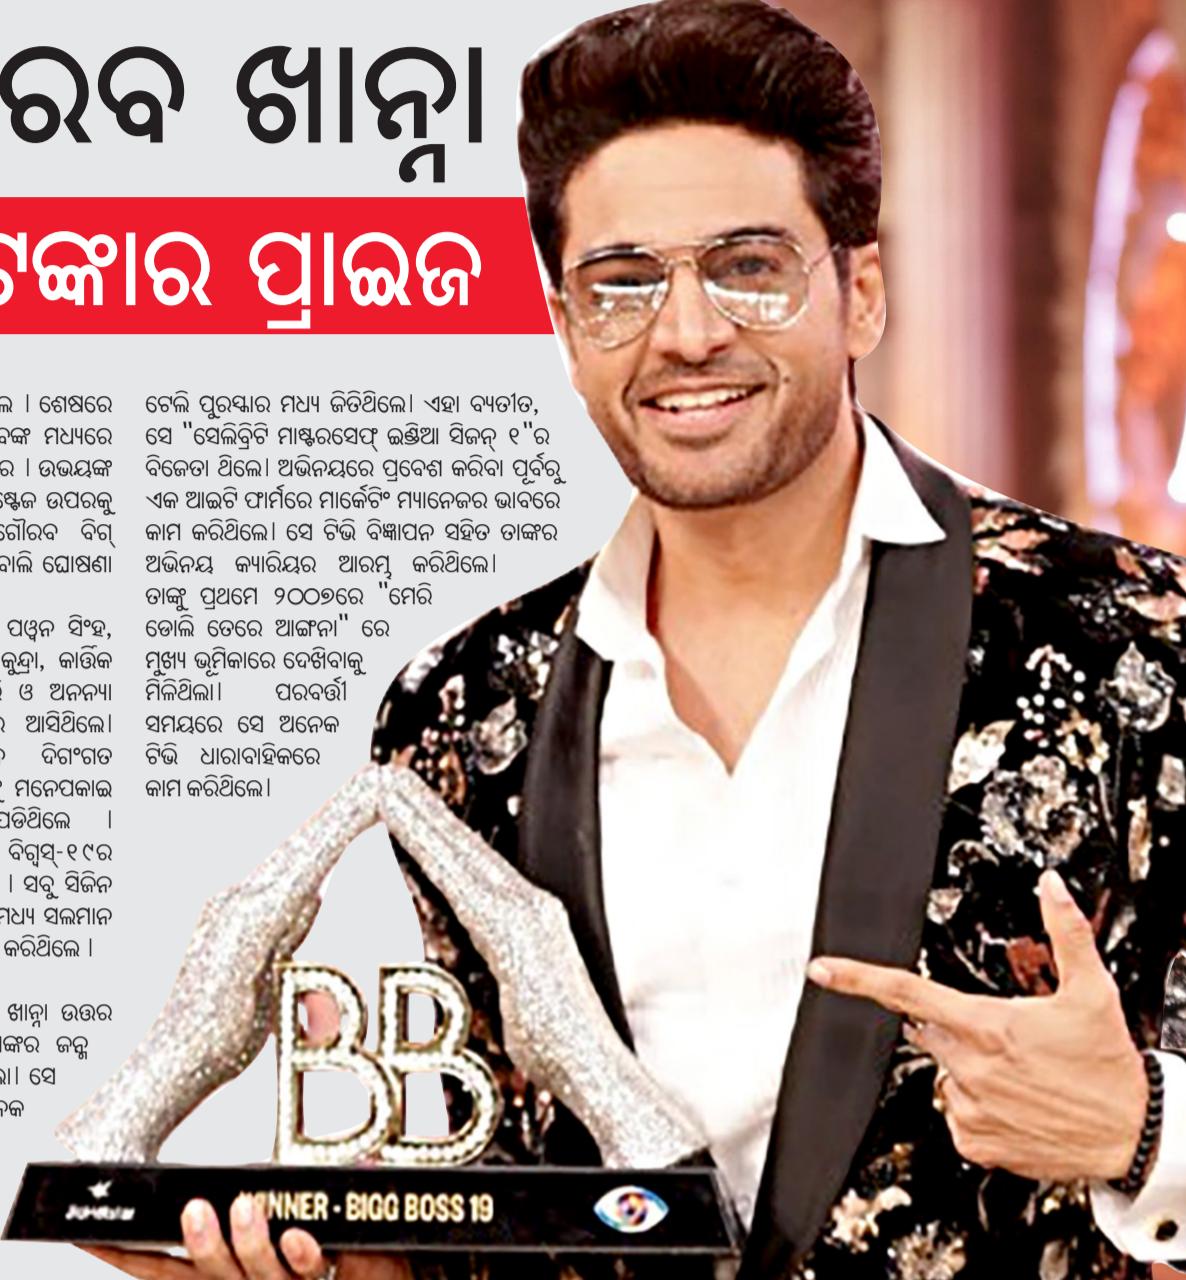 ରବ ଖାନ୍ନା
ଟଙ୍କାର ପ୍ରାଇଜ
ଲ । ଶେଷରେ
ବଙ୍କ ମଧ୍ୟରେ
ର । ଉଭୟଙ୍କ
ଷ୍ଟେଜ ଉପରକୁ
ଗୌରବ ବିଗ୍
ବାଲି ଘୋଷଣା
ପୱନ ସିଂହ,
କୁନ୍ଦ୍ରା, କାର୍ତ୍ତିକ
ଓ ଅନନ୍ୟା
ଆସିଥିଲେ।
ଦିଗଂଗତ
ମନେପକାଇ
ପଡିଥିଲେ ।
ବିଗ୍ବସ୍-୧୯ର
। ସବୁ ସିଜିନ
ମଧ୍ୟ ସଲମାନ
କରିଥିଲେ ।
ଖାନ୍ନା ଉତ୍ତର
ଙ୍କର ଜନ୍ମ
ଲା। ସେ
ନକ
ଟେଲି ପୁରସ୍କାର ମଧ୍ୟ ଜିତିଥିଲେ। ଏହା ବ୍ୟତୀତ,
ସେ "ସେଲିବ୍ରିଟି ମାଷ୍ଟରସେଫ୍ ଇଣ୍ଡିଆ ସିଜନ୍ ୧"ର
ବିଜେତା ଥିଲେ। ଅଭିନୟରେ ପ୍ରବେଶ କରିବା ପୂର୍ବରୁ
ଏକ ଆଇଟି ଫାର୍ମରେ ମାର୍କେଟିଂ ମ୍ୟାନେଜର ଭାବରେ
କାମ କରିଥିଲେ। ସେ ଟିଭି ବିଜ୍ଞାପନ ସହିତ ତାଙ୍କର
ଅଭିନୟ କ୍ୟାରିୟର ଆରମ୍ଭ କରିଥିଲେ।
ତାଙ୍କୁ ପ୍ରଥମେ ୨୦୦୭ରେ "ମେରି
ଡୋଲି ତେରେ ଆଙ୍ଗନା" ରେ
ମୁଖ୍ୟ ଭୂମିକାରେ ଦେଖିବାକୁ
ମିଳିଥିଲା। ପରବର୍ତ୍ତୀ
ସମୟରେ ସେ ଅନେକ
ଟିଭି ଧାରାବାହିକରେ
କାମ କରିଥିଲେ।
BB
WINNER - BIGG BOSS 19